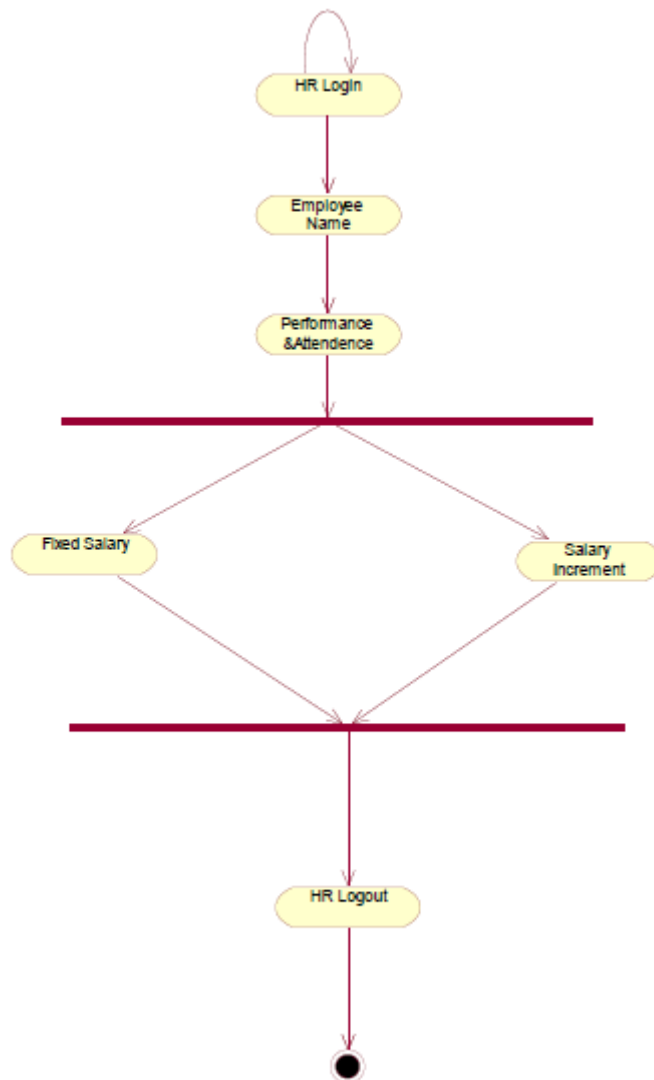 HR Login
Employee
Name
Performance
&Attendence
Fixed Salary
Salary
Increment
HR Logout